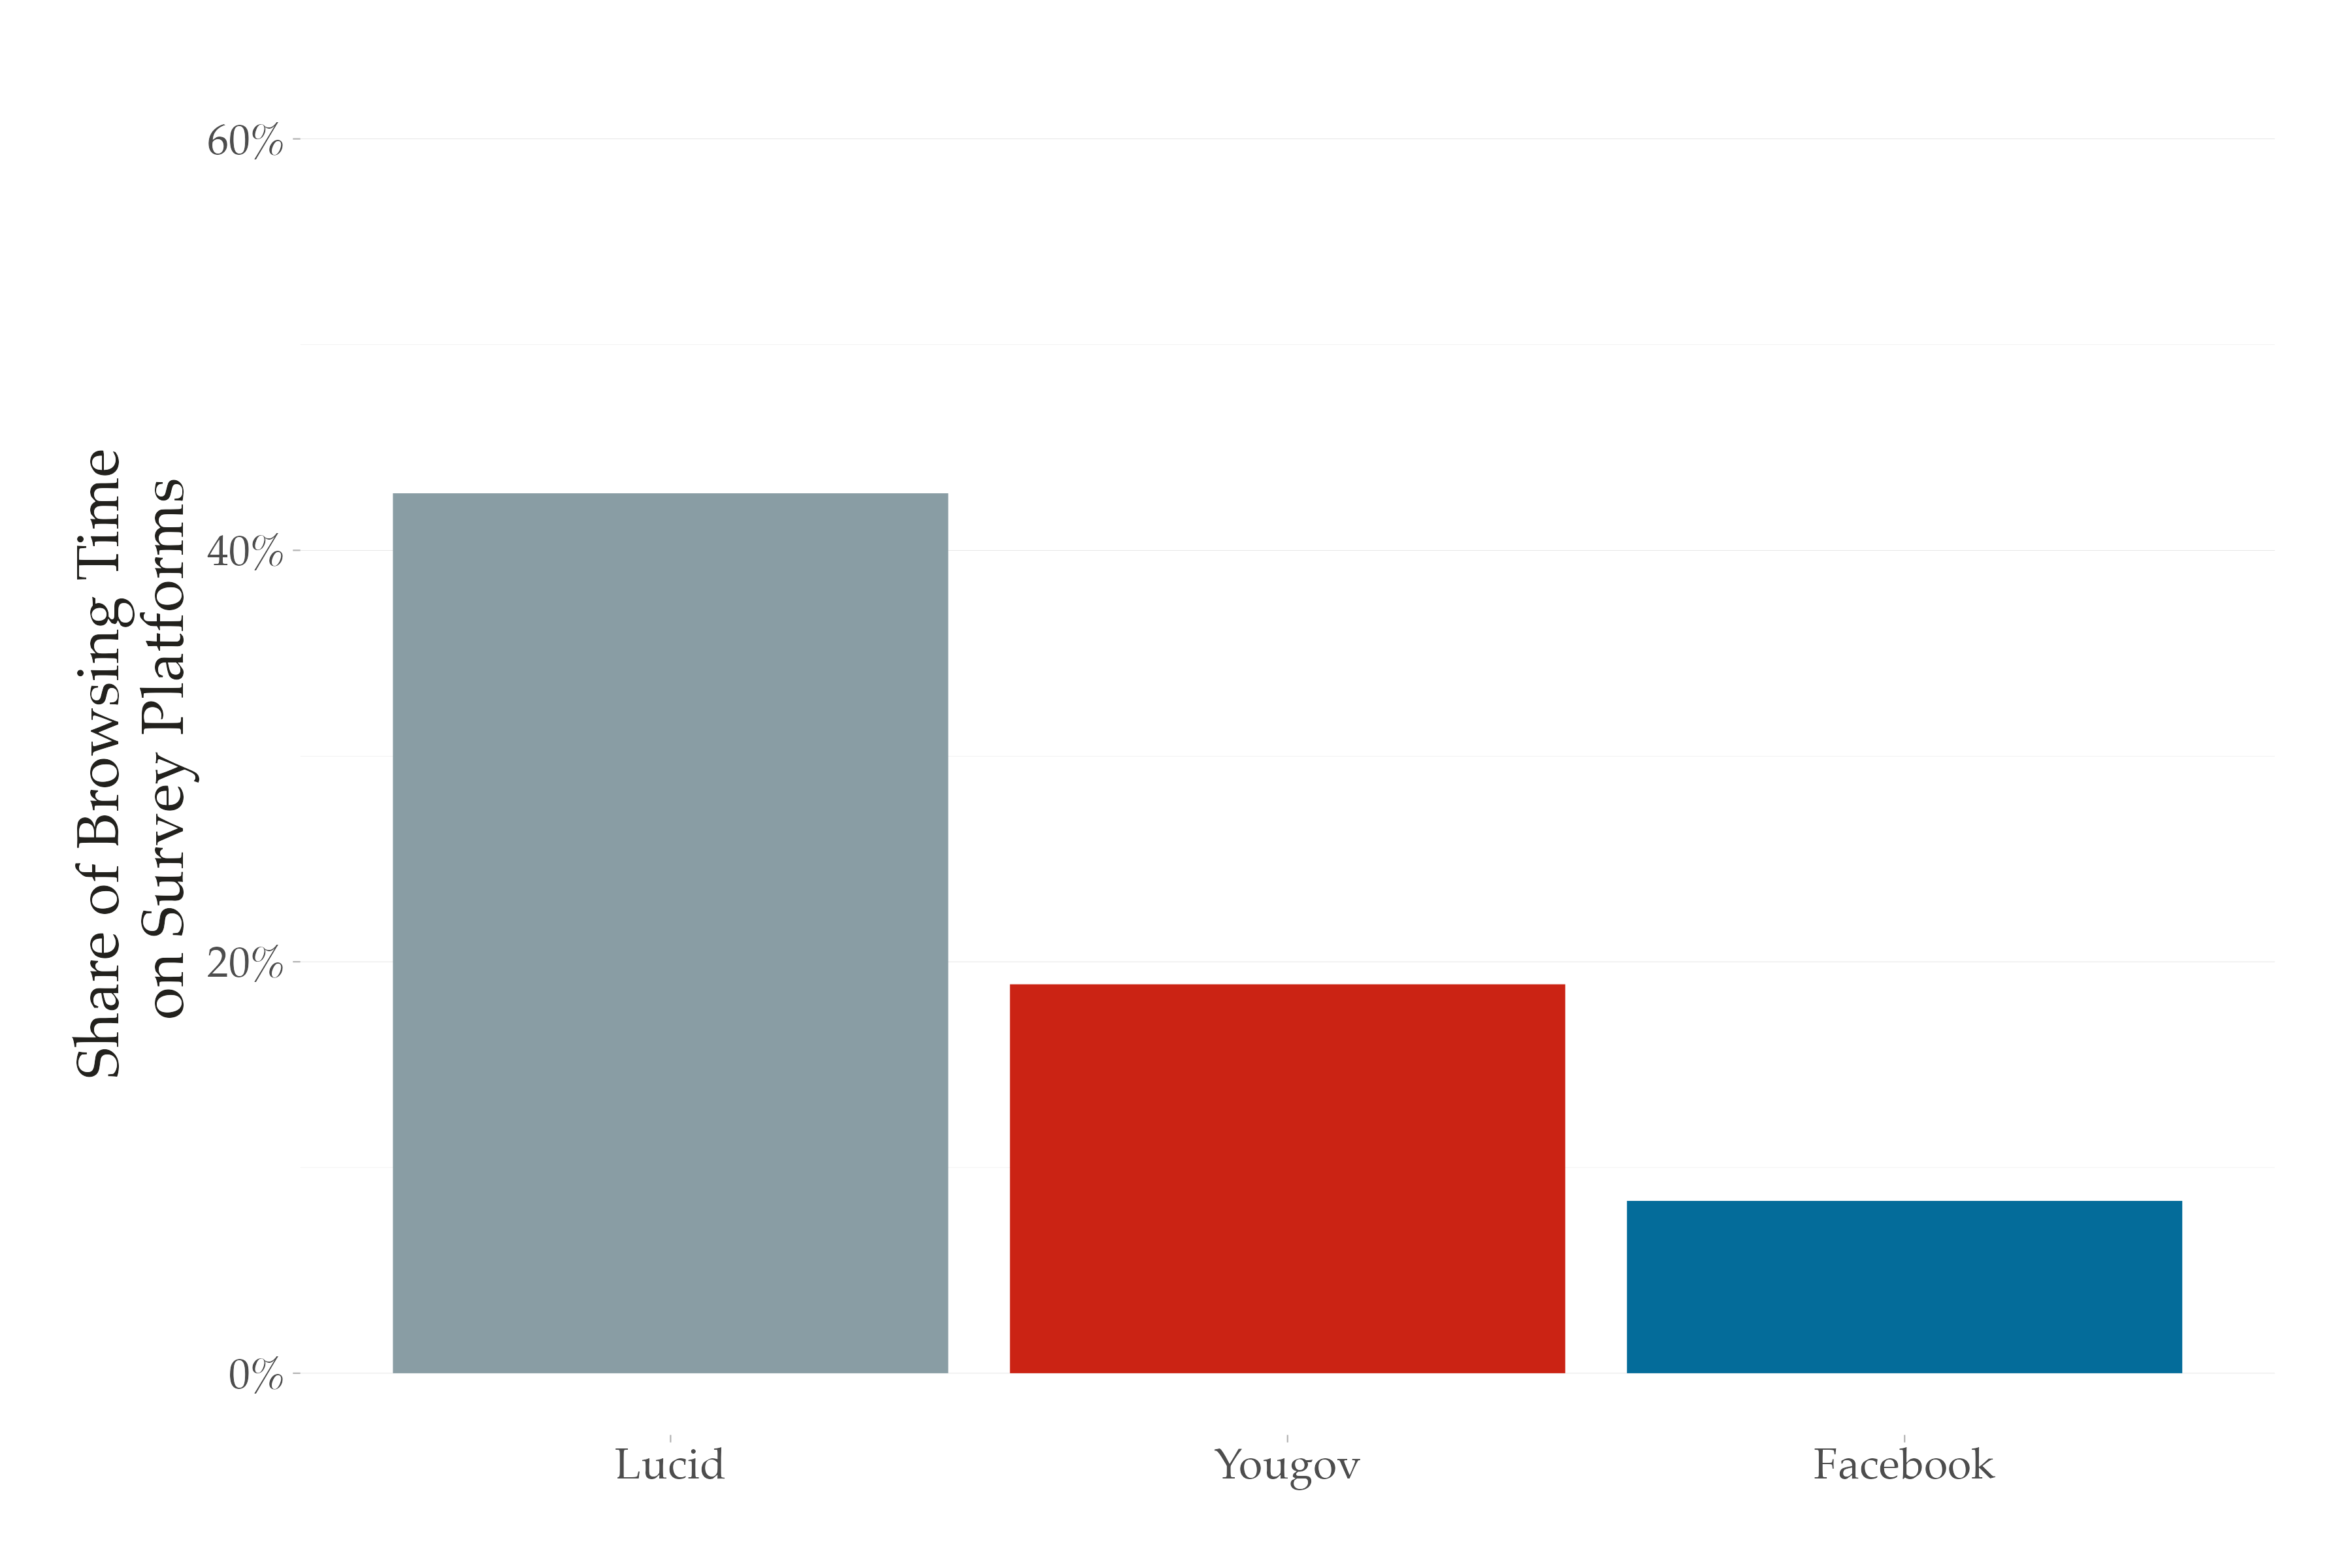 Share of Browsing Time
on Survey Platforms
60%
40%
20%
0%
Lucid
Yougov
Facebook